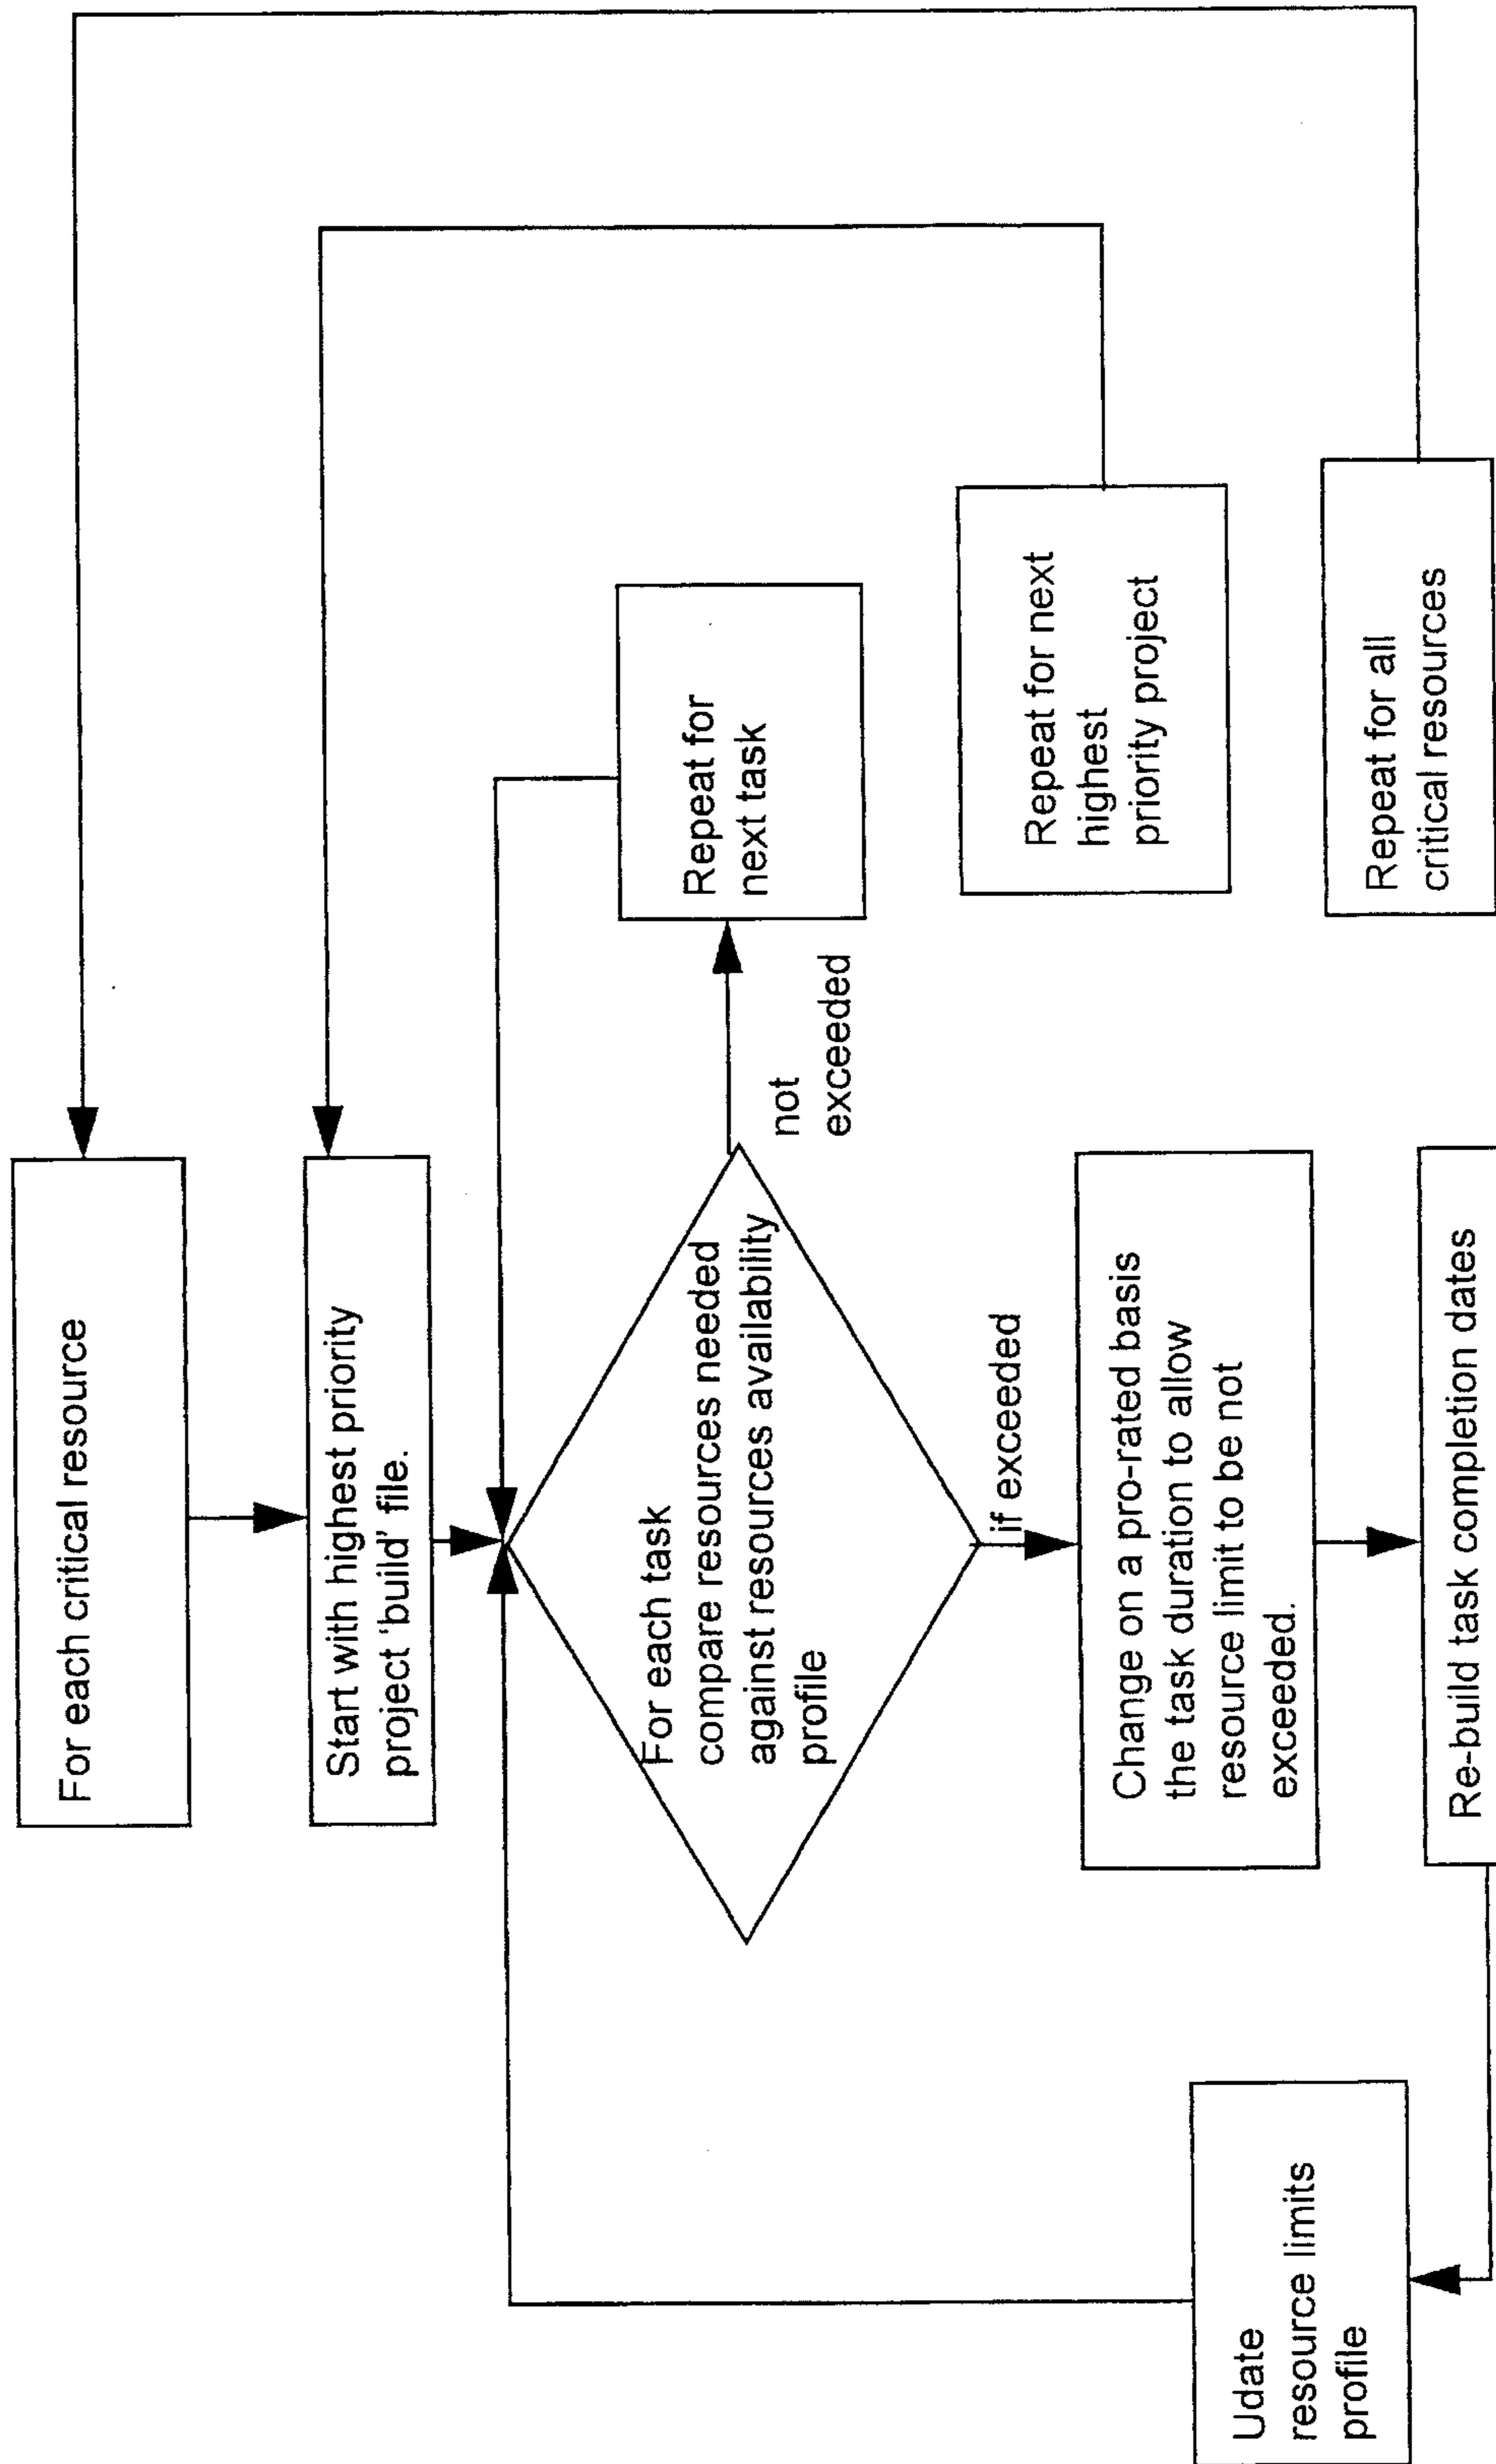 For each critical resource
Start with highest priority
project 'build' file.
For each task
compare resources needed
against resources availability
profile
not
exceeded
Repeat for
next task
if exceeded
Change on a pro-rated basis
the task duration to allow
resource limit to be not
exceeded.
Repeat for next
highest
priority project
Re-build task completion dates
Repeat for all
critical resources
Udate
resource limits
profile